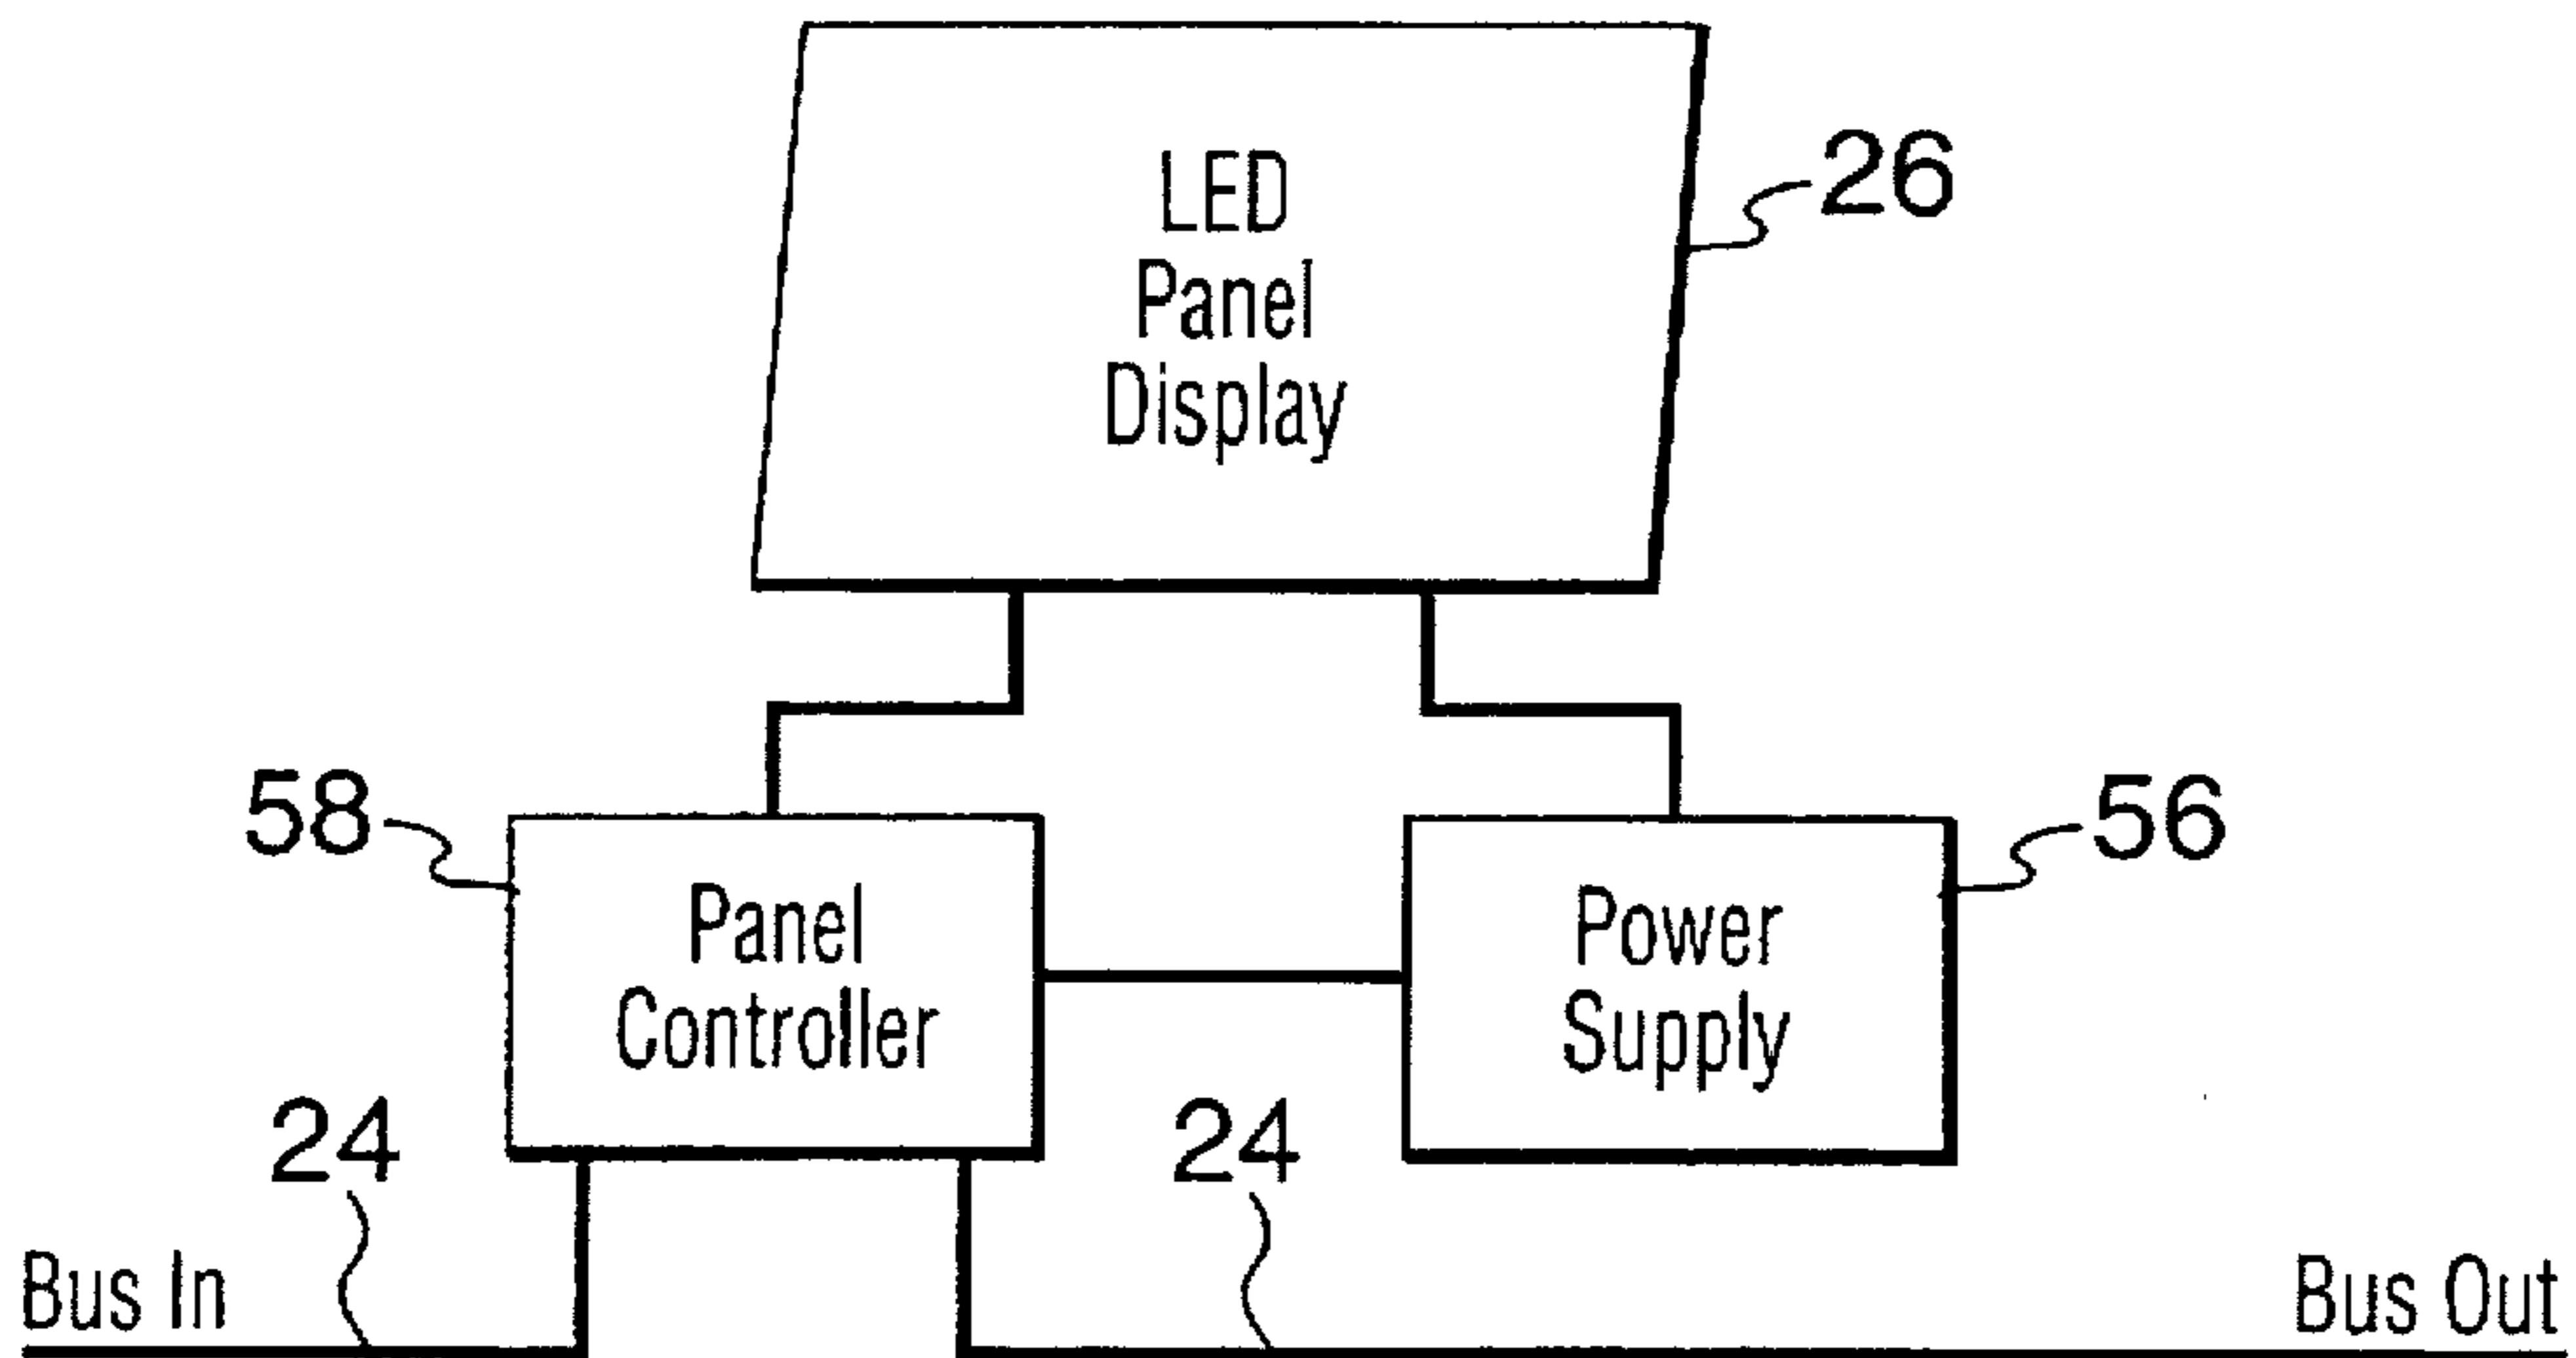 LED
Panel
Display
26
58
Panel
Controller
Power
Supply
56
24
24
Bus In
Bus Out